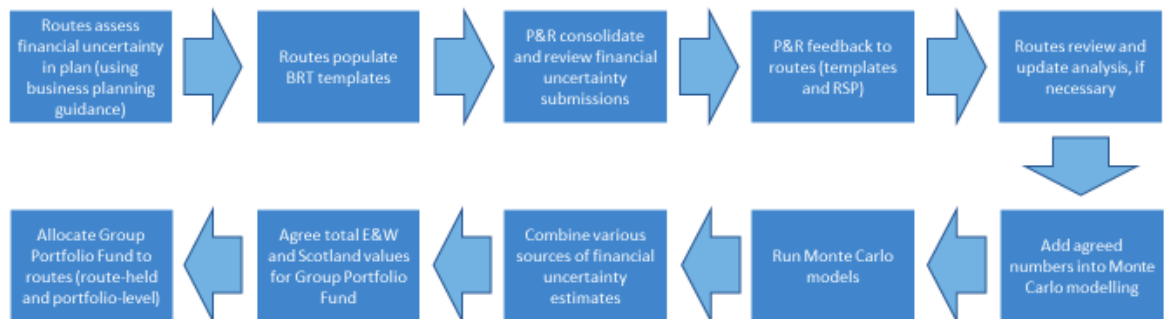 Routes assess
financial uncertainty
in plan (using
business planning
guidance)
Routes populate
BRT templates
P&R consolidate
and review financial
uncertainty
submissions
P&R feedback to
routes (templates
and RSP)
Routes review and
update analysis, if
necessary
Add agreed
numbers into Monte
Carlo modelling
Run Monte Carlo
models
Combine various
sources of financial
uncertainty
estimates
Agree total E&W
and Scotland values
for Group Portfolio
Fund
Allocate Group
Portfolio Fund to
routes (route-held
and portfolio-level)